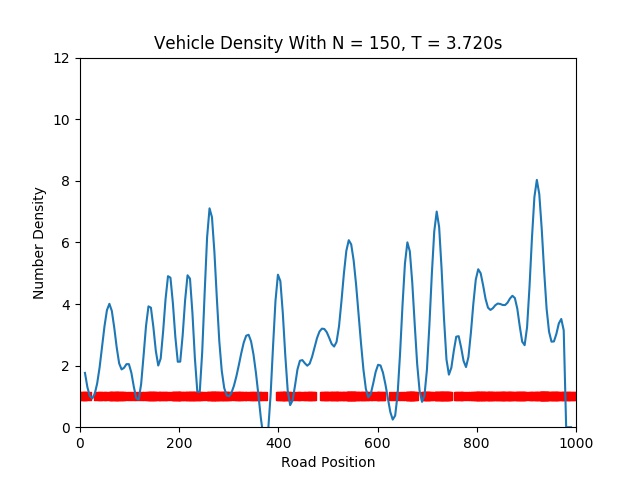 Vehicle Density With N = 150, T = 3.720s
12
10
8
6
4
2
0
Number Density
0 200 400 600 800 1000
Road Position